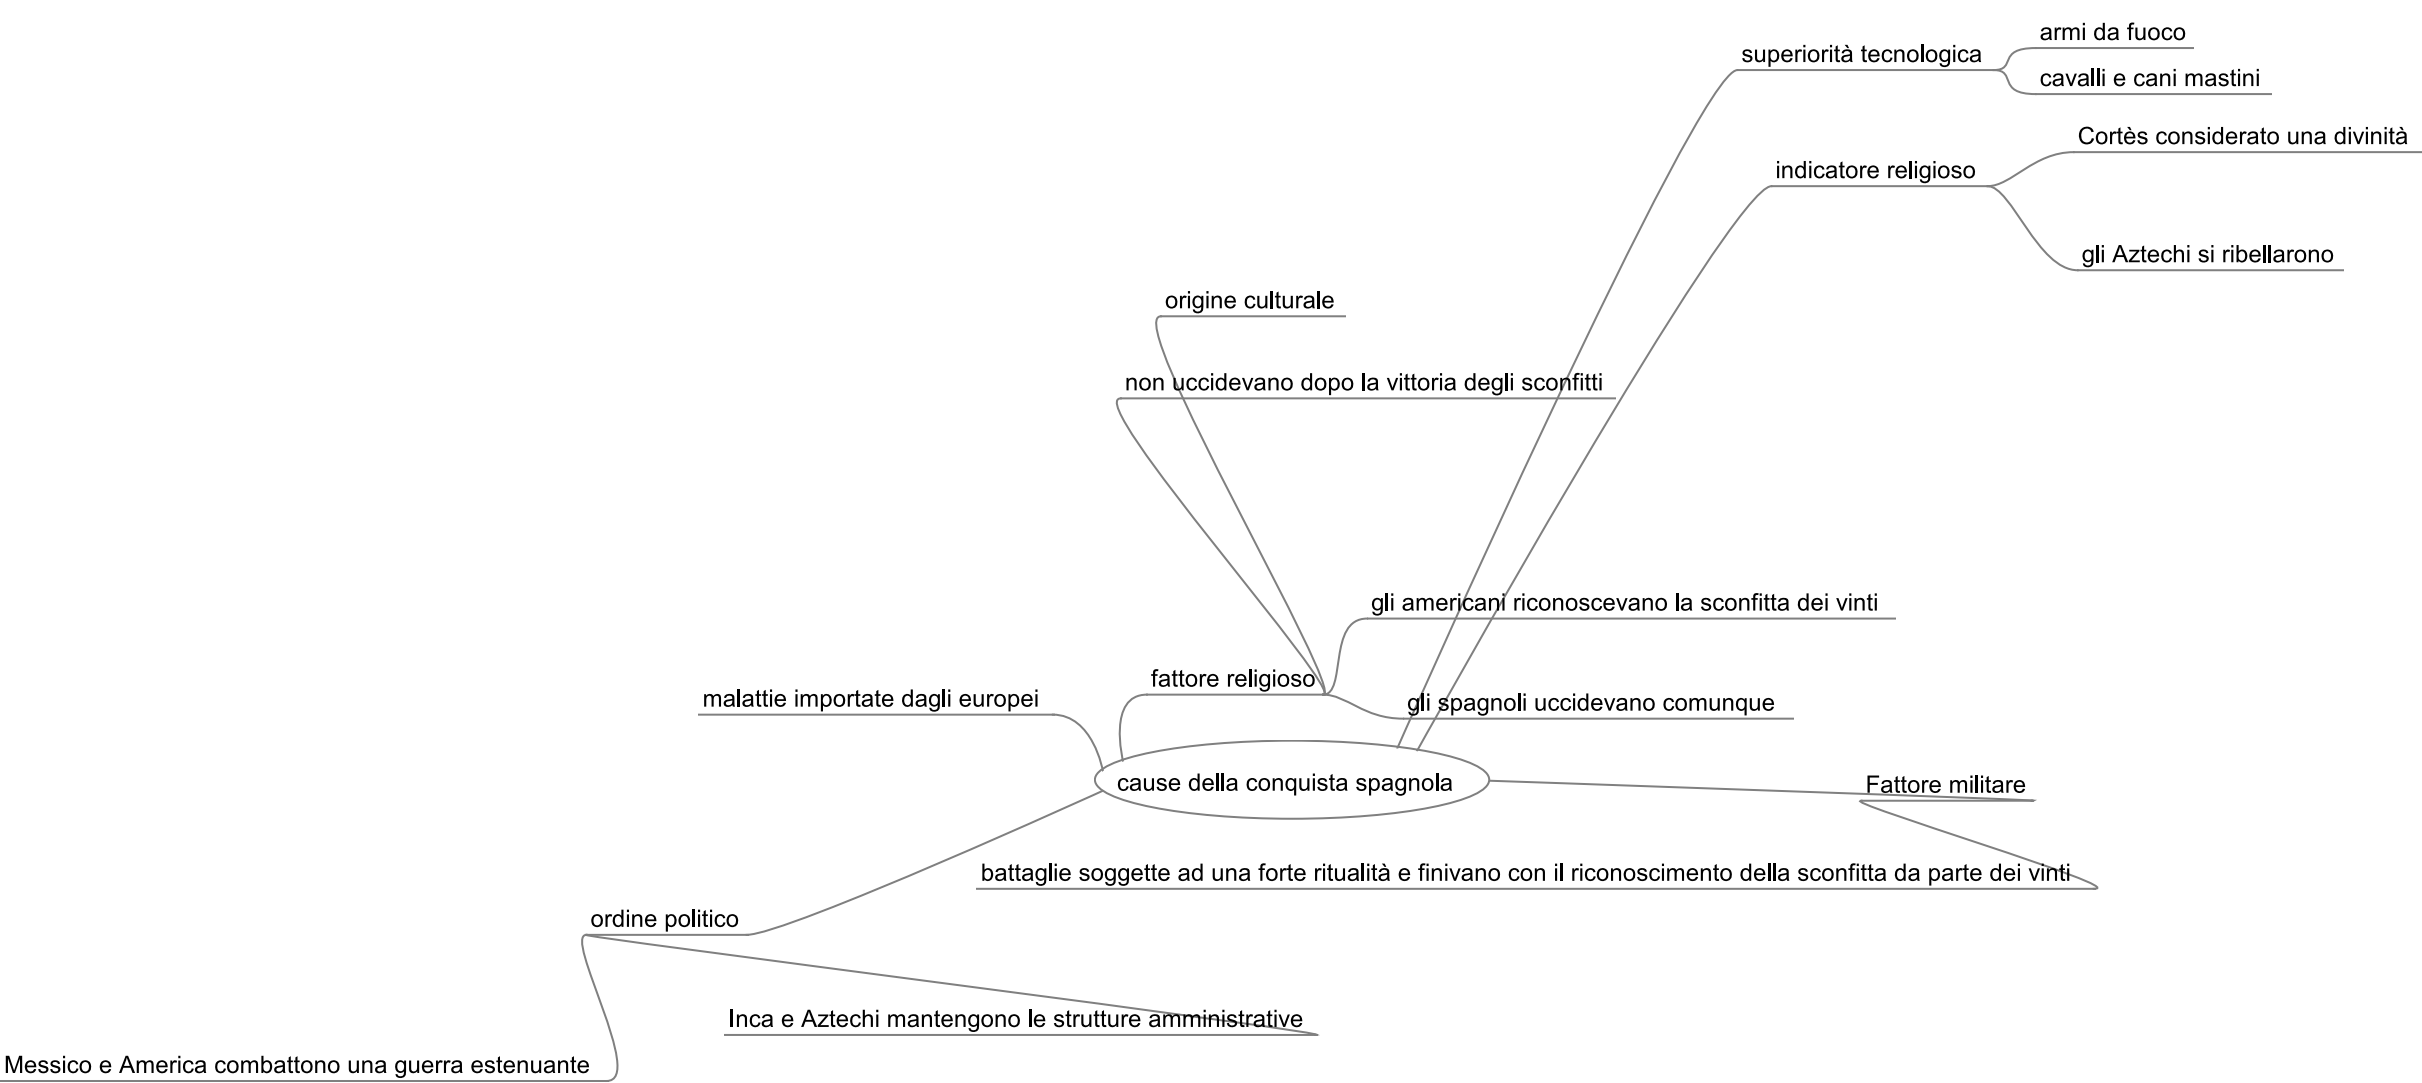 armi da fuoco
superiorità tecnologica
cavalli e cani mastini
Cortès considerato una divinità
indicatore religioso
gli Aztechi si ribellarono
origine culturale
non uccidevano dopo la vittoria degli sconfitti
gli americani riconoscevano la sconfitta dei vinti
fattore religioso
malattie importate dagli europei
gli spagnoli uccidevano comunque
cause della conquista spagnola
Fattore militare
battaglie soggette ad una forte ritualità e finivano con il riconoscimento della sconfitta da parte dei vinti
ordine politico
Inca e Aztechi mantengono le strutture amministrative
Messico e America combattono una guerra estenuante